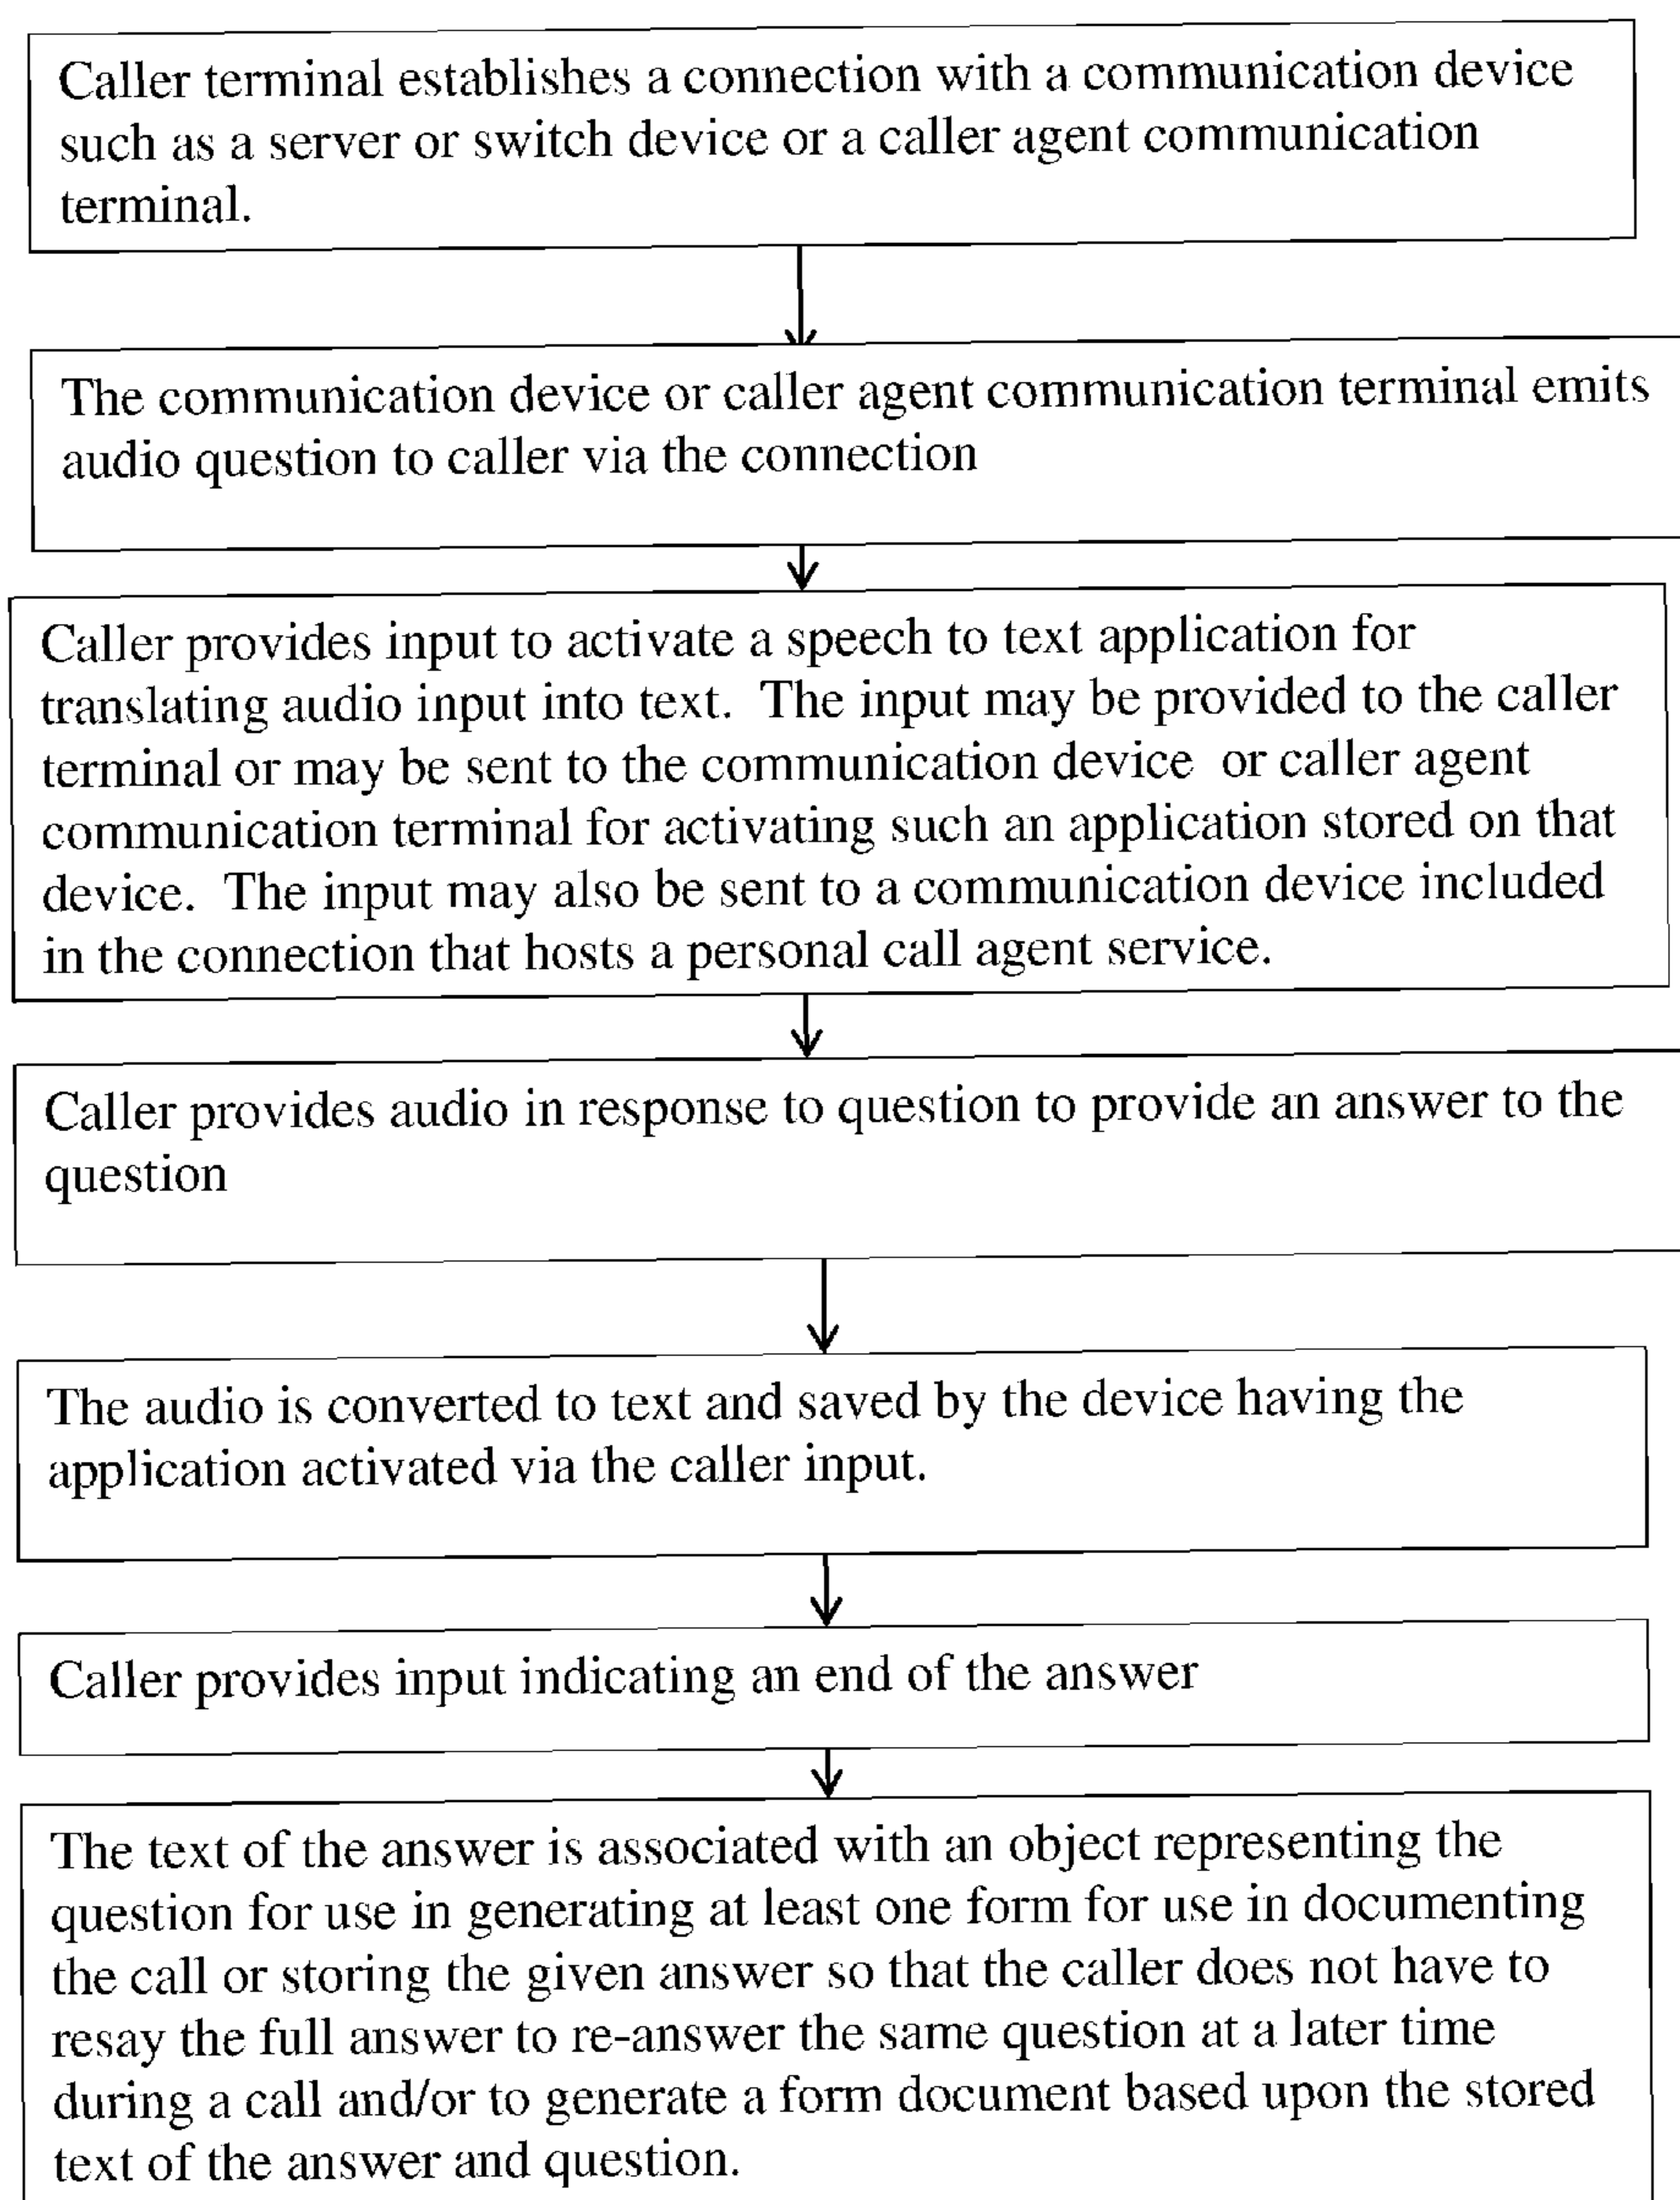 Caller terminal establishes a connection with a communication device
such as a server or switch device or a caller agent communication
terminal.
The communication device or caller agent communication terminal emits
audio question to caller via the connection
Caller provides input to activate a speech to text application for
translating audio input into text.  The input may be provided to the caller
terminal or may be sent to the communication device  or caller agent
communication terminal for activating such an application stored on that
device.  The input may also be sent to a communication device included
in the connection that hosts a personal call agent service.
Caller provides audio in response to question to provide an answer to the
question
The audio is converted to text and saved by the device having the
application activated via the caller input.
Caller provides input indicating an end of the answer
The text of the answer is associated with an object representing the
question for use in generating at least one form for use in documenting
the call or storing the given answer so that the caller does not have to
resay the full answer to re-answer the same question at a later time
during a call and/or to generate a form document based upon the stored
text of the answer and question.